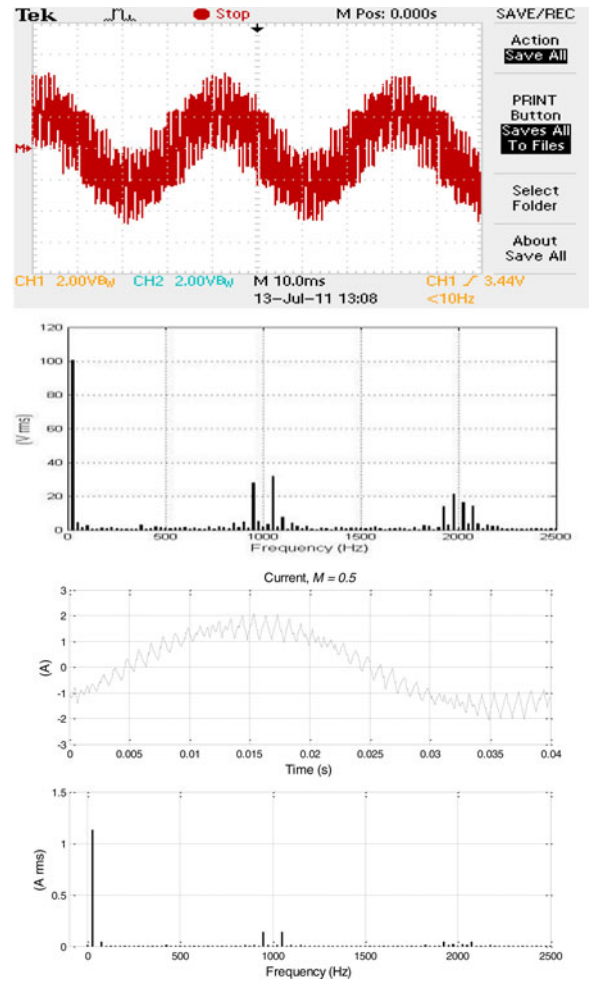 Tek Stop M Pos: 0.000s SAVE/REC
Action
Save All
PRINT
Button
Saves All
To Files
Select
Folder
About
Save All
M
CH1 2.00VBW CH2 2.00VBW M 10.0ms CH1 3.44V
13-Jul-11 13:08 <10Hz
120
100
80
60
40
20
0
(V rms)
0 500 1000 1500 2000 2500
Frequency (Hz)
Current, M = 0.5
3
2
1
0
-1
-2
-3
(A)
0 0.005 0.01 0.015 0.02 0.025 0.03 0.035 0.04
Time (s)
1.5
1
0.5
0
(A rms)
0 500 1000 1500 2000 2500
Frequency (Hz)